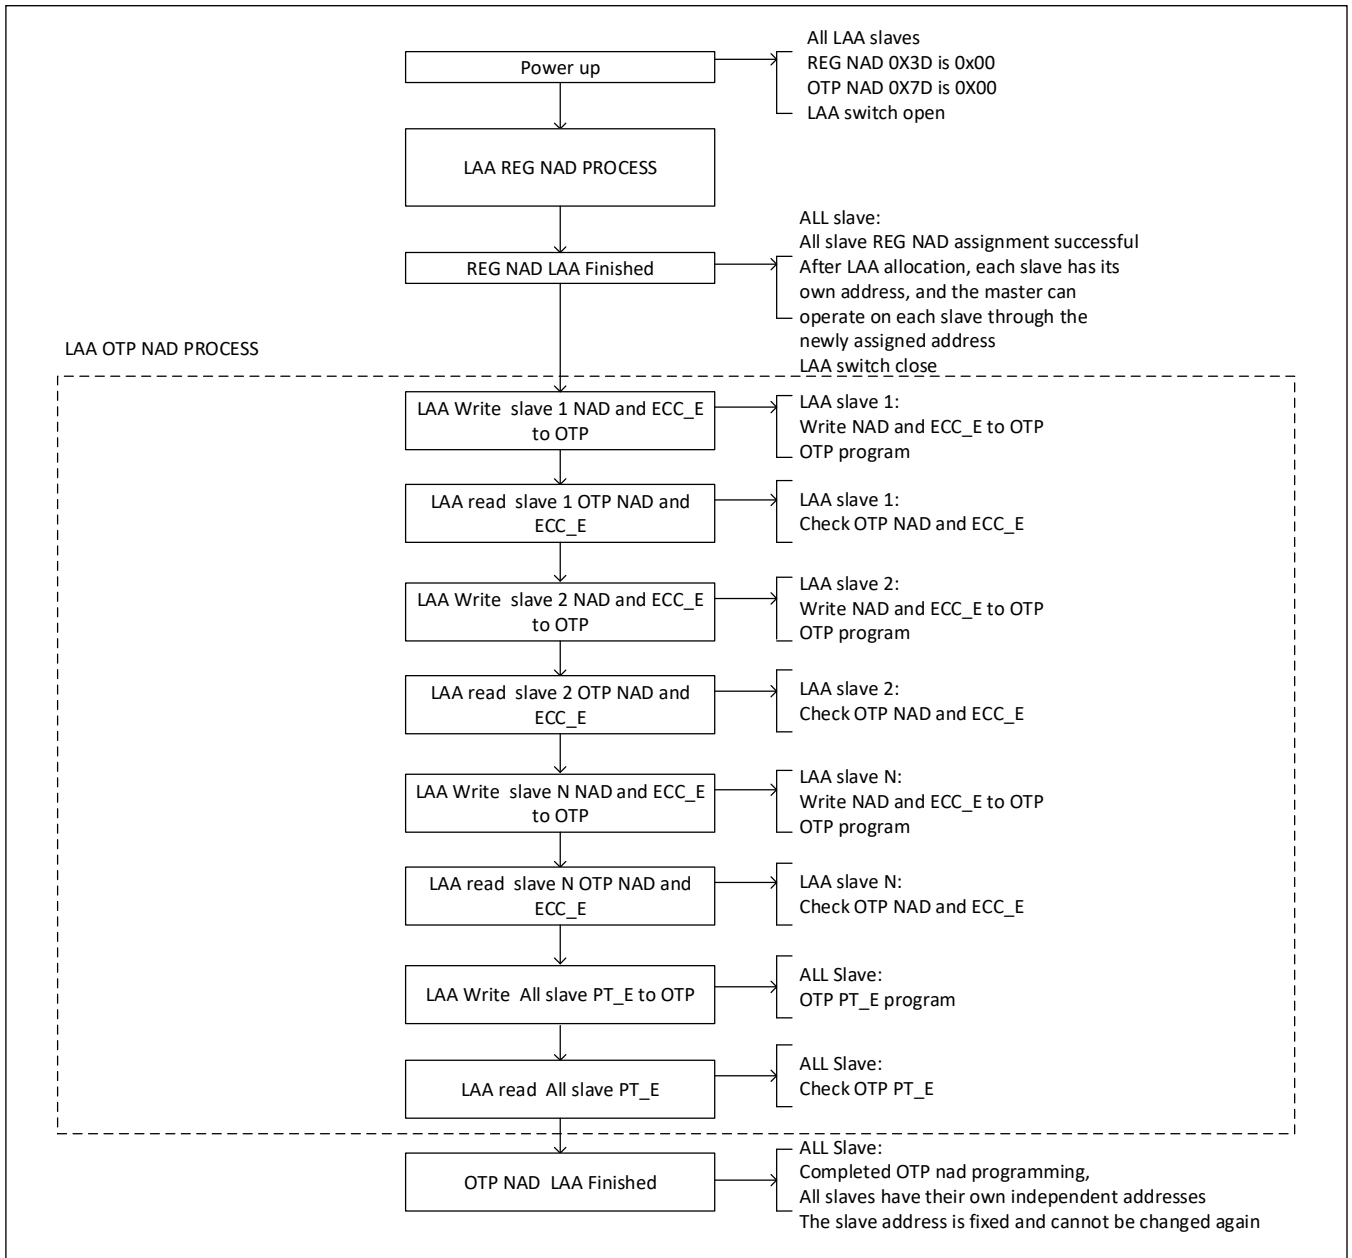 All LAA slaves
Power up
REG NAD 0X3D is 0x00
OTP NAD 0X7D is 0X00
LAA switch open
LAA REG NAD PROCESS
ALL slave:
All slave REG NAD assignment successful
REG NAD LAA Finished
After LAA allocation, each slave has its
own address, and the master can
operate on each slave through the
newly assigned address
LAA switch close
LAA OTP NAD PROCESS
LAA Write slave 1 NAD and ECC_E
to OTP
LAA slave 1:
Write NAD and ECC_E to OTP
OTP program
LAA read slave 1 OTP NAD and
ECC_E
LAA slave 1:
Check OTP NAD and ECC_E
LAA Write slave 2 NAD and ECC_E
to OTP
LAA slave 2:
Write NAD and ECC_E to OTP
OTP program
LAA read slave 2 OTP NAD and
ECC_E
LAA slave 2:
Check OTP NAD and ECC_E
LAA Write slave N NAD and ECC_E
to OTP
LAA slave N:
Write NAD and ECC_E to OTP
OTP program
LAA read slave N OTP NAD and
ECC_E
LAA slave N:
Check OTP NAD and ECC_E
LAA Write All slave PT_E to OTP
ALL Slave:
OTP PT_E program
LAA read All slave PT_E
ALL Slave:
Check OTP PT_E
OTP NAD LAA Finished
ALL Slave:
Completed OTP nad programming,
All slaves have their own independent addresses
The slave address is fixed and cannot be changed again